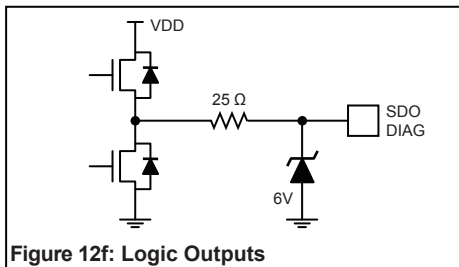 VDD
25 Ω
SDO
DIAG
6V
Figure 12f: Logic Outputs